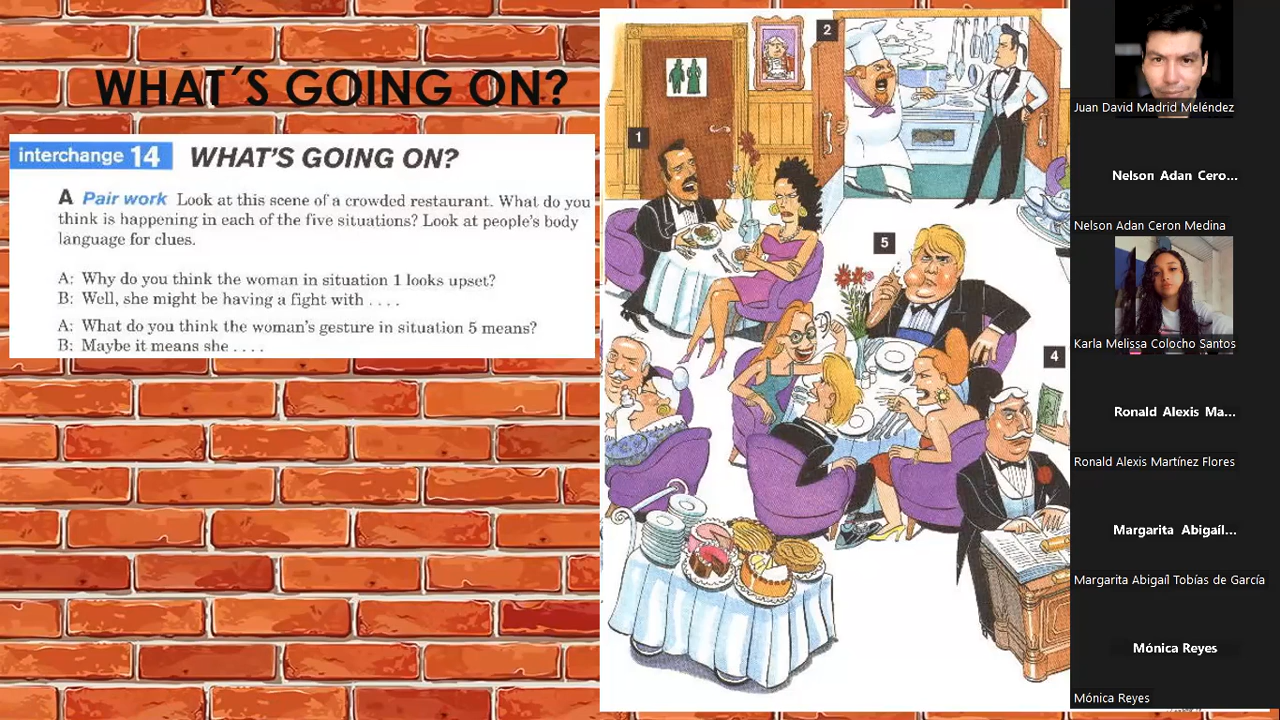 WHAT´S GOING ON?
interchange 14 WHAT'S GOING ON?
A Pair work Look at this scene of a crowded restaurant. What do you
think is happening in each of the five situations? Look at people's body
language for clues.
A: Why do you think the woman in situation 1 looks upset?
B: Well, she might be having a fight with . . . .
A: What do you think the woman's gesture in situation 5 means?
B: Maybe it means she . . . .
2
1
5
4
Juan David Madrid Meléndez
Nelson Adan Cero...
Nelson Adan Ceron Medina
Karla Melissa Colocho Santos
Ronald Alexis Ma...
Ronald Alexis Martínez Flores
Margarita Abigaíl...
Margarita Abigaíl Tobías de García
Mónica Reyes
Mónica Reyes